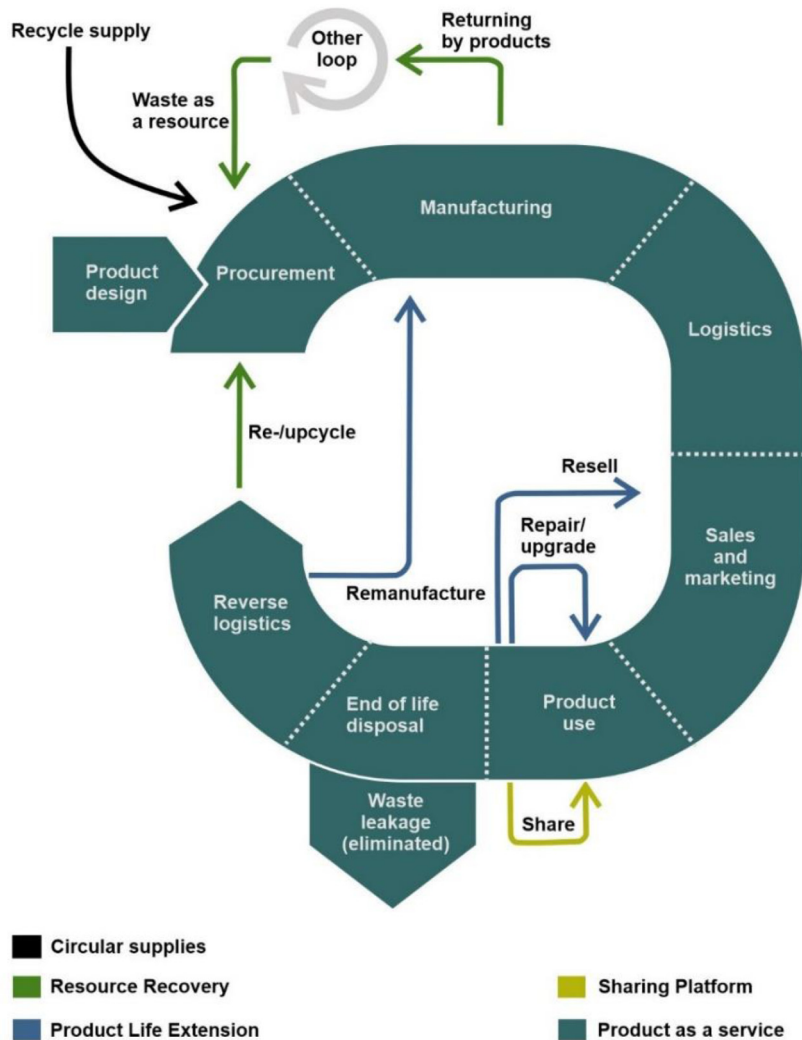 Recycle supply
Other
loop
Returning
by products
Waste as
a resource
Manufacturing
Product
design
Procurement
Logistics
Re-/upcycle
Resell
Repair/
upgrade
Sales
and
marketing
Remanufacture
Reverse
logistics
End of life
disposal
Product
use
Waste
leakage
(eliminated)
Share
Circular supplies
Resource Recovery
Sharing Platform
Product Life Extension
Product as a service